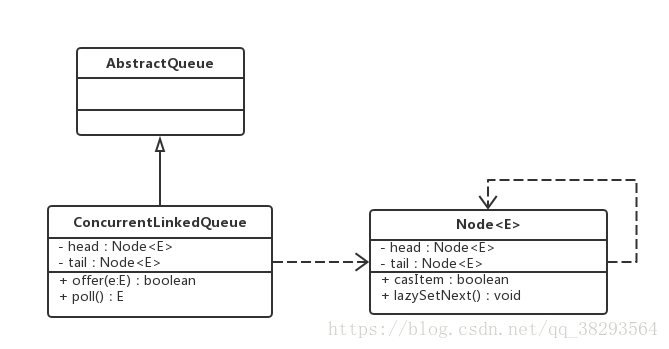 AbstractQueue
ConcurrentLinkedQueue
- head : Node<E>
- tail : Node<E>
+ offer(e:E) : boolean
+ poll() : E
Node<E>
- head : Node<E>
- tail : Node<E>
+ casItem : boolean
+ lazySetNext() : void
https://blog.csdn.net/qq_38293564